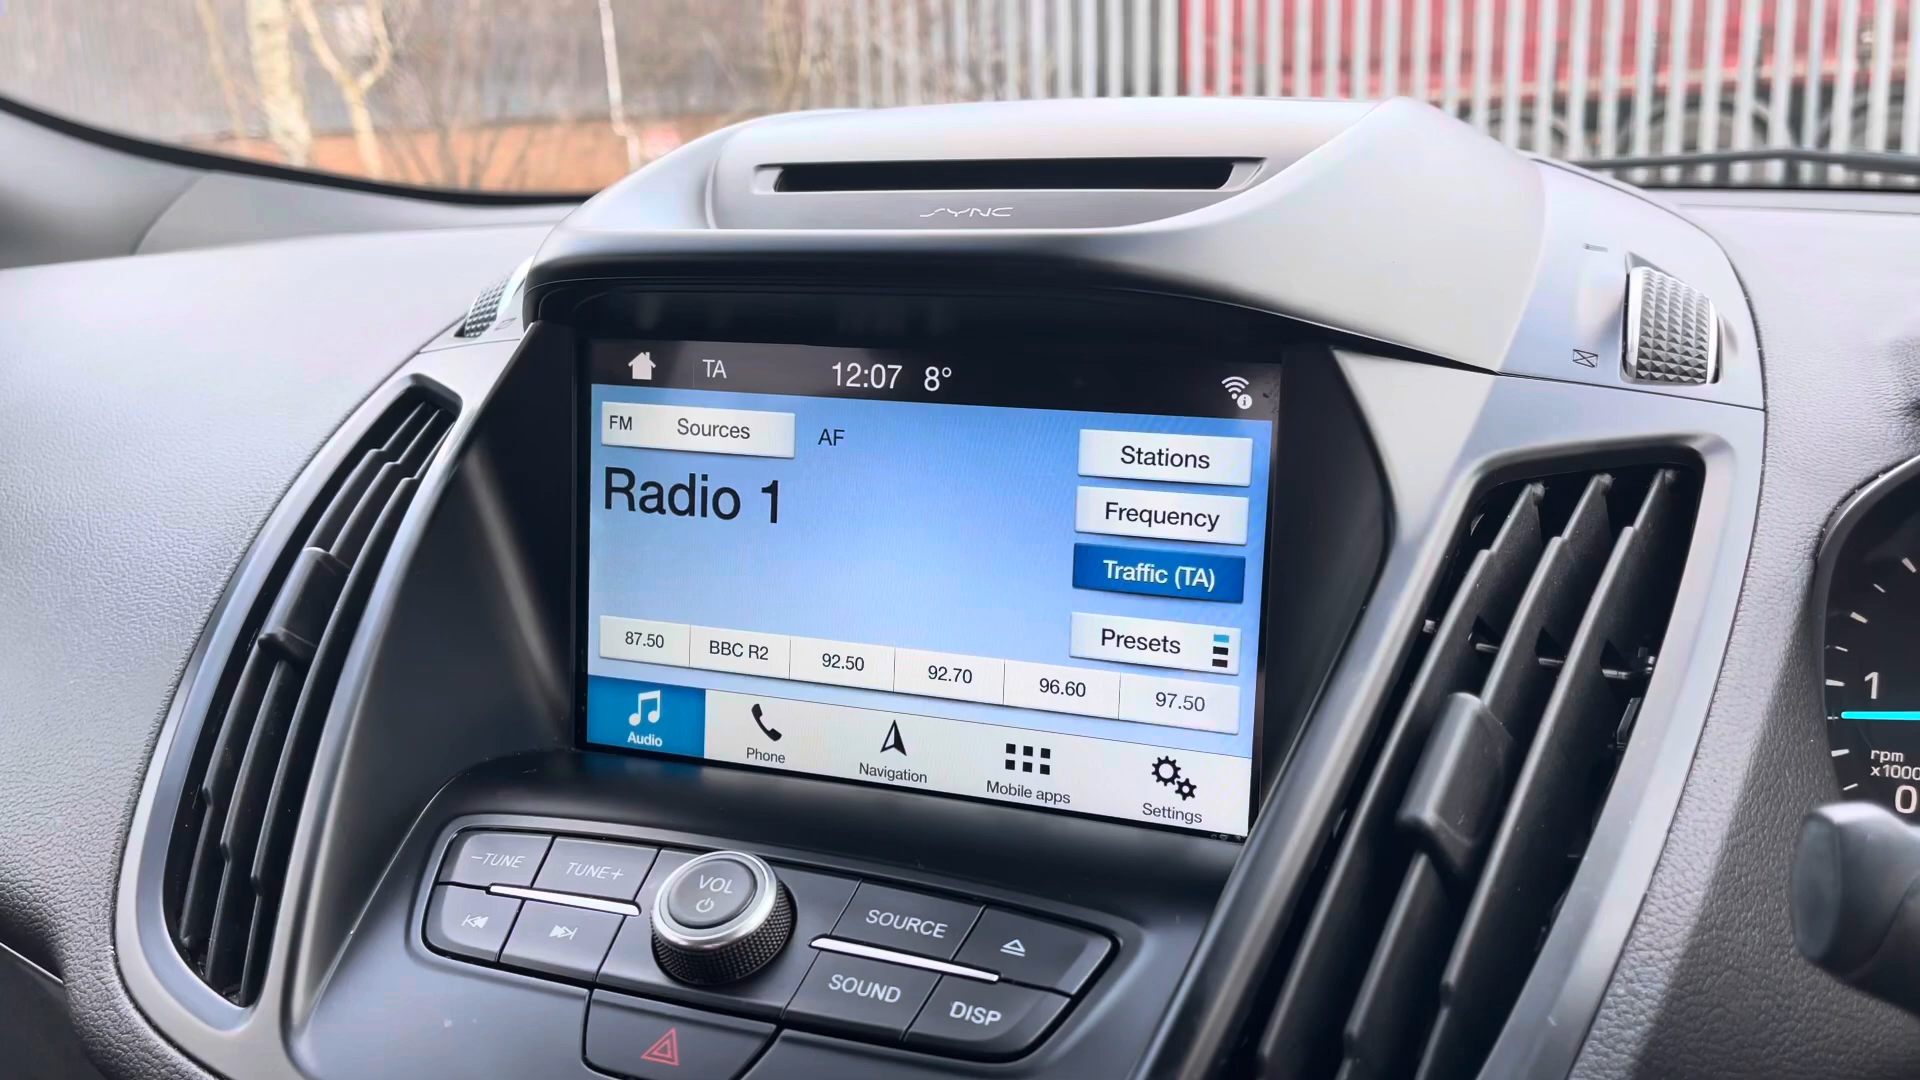 SYNC
TA 12:07 8°
FM Sources AF
Stations
Radio 1
Frequency
Traffic (TA)
Presets
87.50 BBC R2 92.50 92.70 96.60 97.50
Audio Phone Navigation Mobile apps Settings
1
rpm
x1000
0
-TUNE TUNE+
VOL
SOURCE
SOUND
DISP